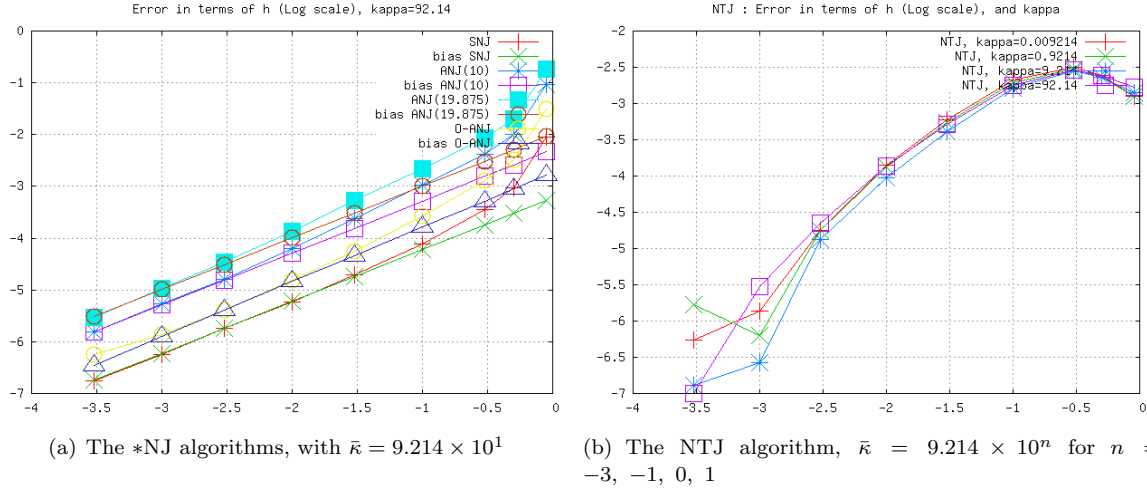 Error in terms of h (Log scale), kappa=92.14
0
-1
-2
-3
-4
-5
-6
-7
-4 -3.5 -3 -2.5 -2 -1.5 -1 -0.5 0
SNJ
bias SNJ
ANJ(10)
bias ANJ(10)
ANJ(19.875)
bias ANJ(19.875)
O-ANJ
bias O-ANJ
(a) The ∗NJ algorithms, with κ̄ = 9.214 × 10¹
NTJ : Error in terms of h (Log scale), and kappa
-2
-2.5
-3
-3.5
-4
-4.5
-5
-5.5
-6
-6.5
-7
-4 -3.5 -3 -2.5 -2 -1.5 -1 -0.5 0
NTJ, kappa=0.009214
NTJ, kappa=0.9214
NTJ, kappa=9.214
NTJ, kappa=92.14
(b) The NTJ algorithm, κ̄ = 9.214 × 10ⁿ for n =
−3, −1, 0, 1